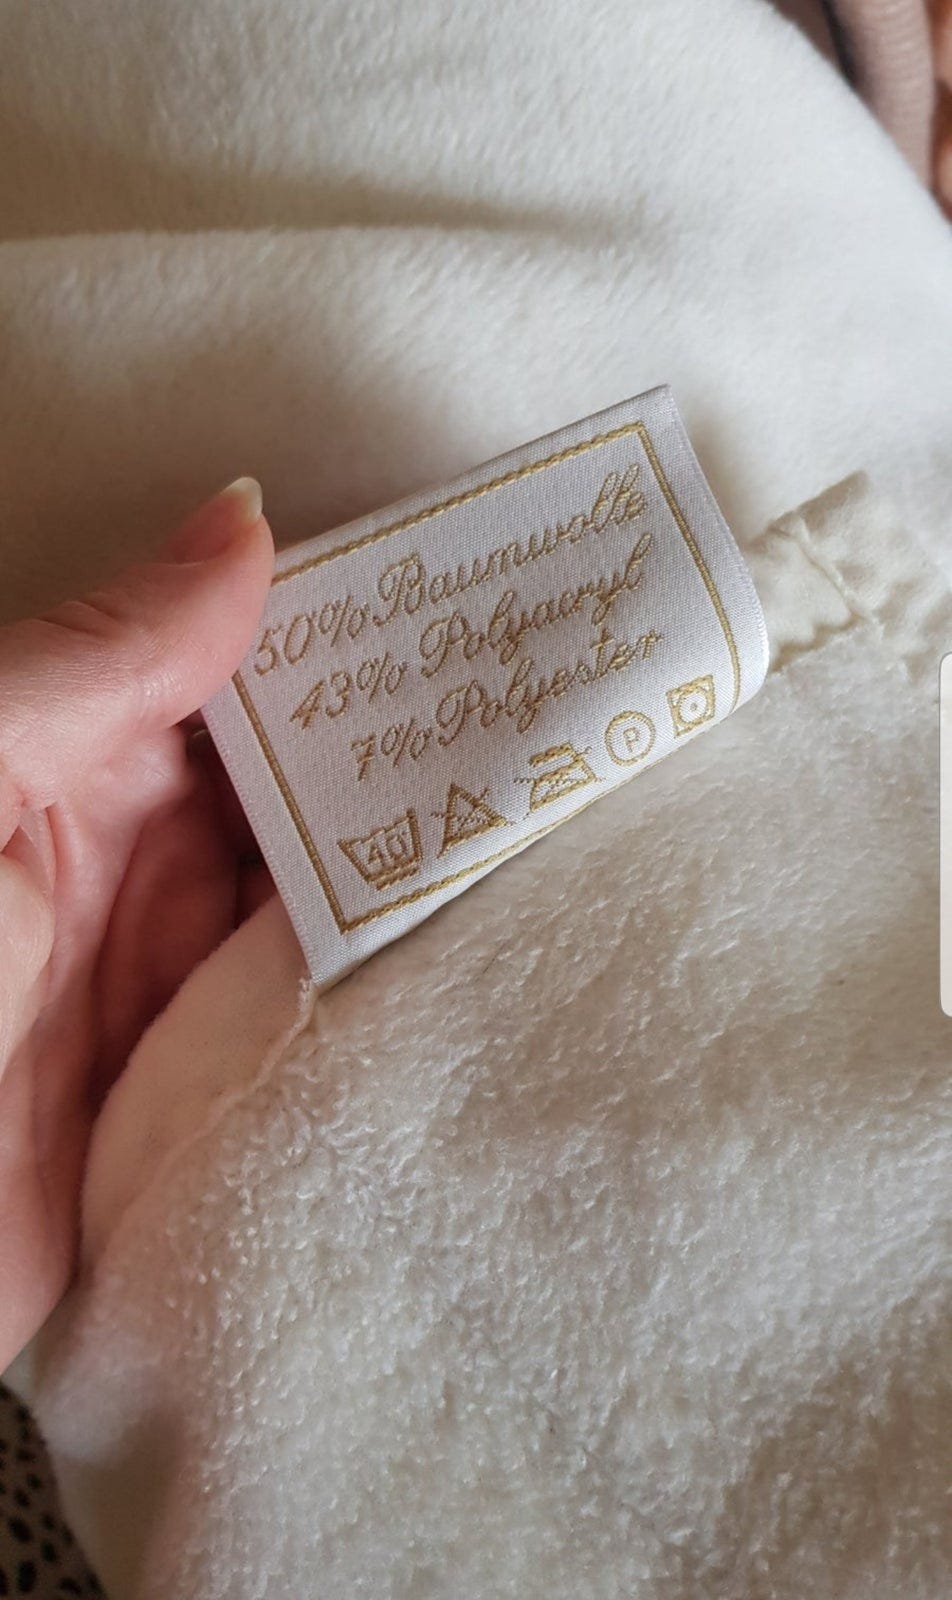 50% Baumwolle
43% Polyacryl
7% Polyester
40 P